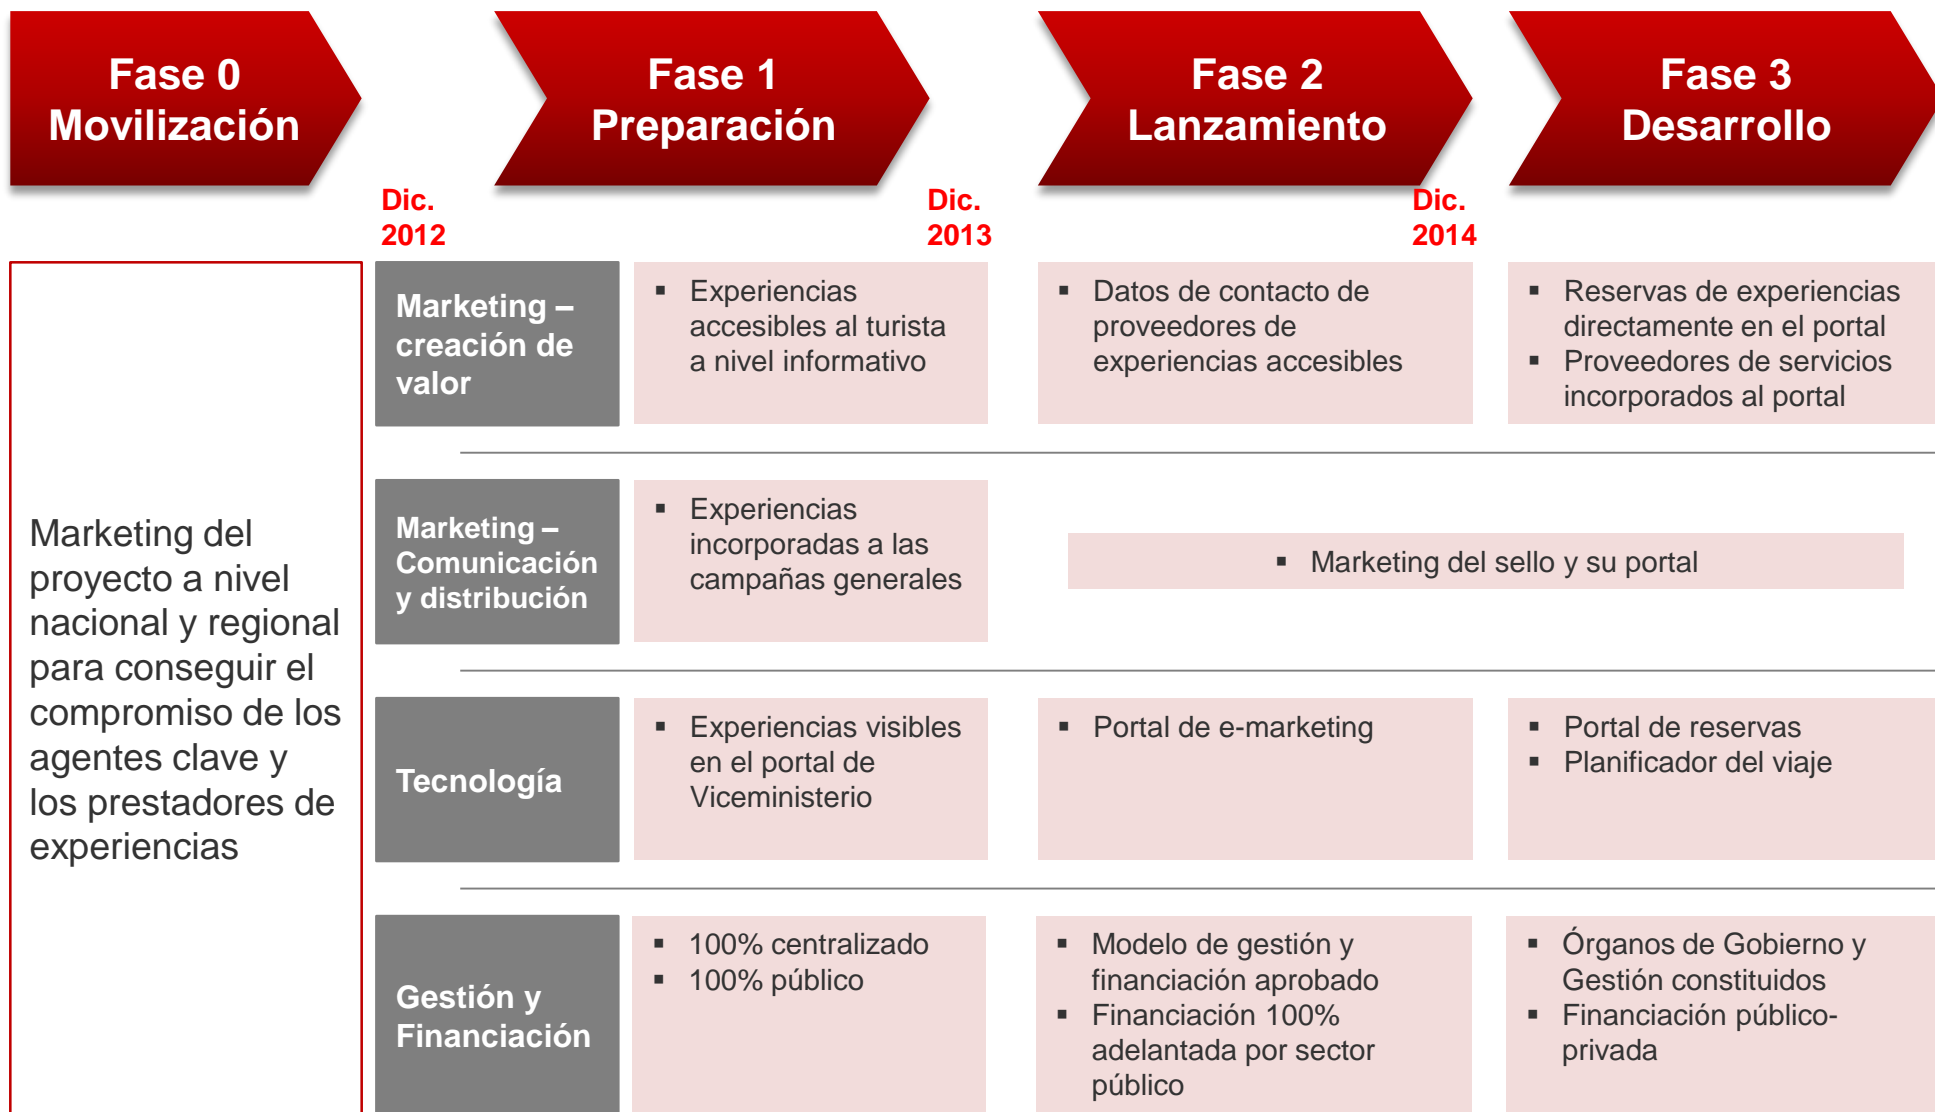 Fase 0
Movilización
Fase 1
Preparación
Fase 2
Lanzamiento
Fase 3
Desarrollo
Dic.
2012
Dic.
2013
Dic.
2014
Marketing del
proyecto a nivel
nacional y regional
para conseguir el
compromiso de los
agentes clave y
los prestadores de
experiencias
Marketing –
creación de
valor
▪ Experiencias
accesibles al turista
a nivel informativo
▪ Datos de contacto de
proveedores de
experiencias accesibles
▪ Reservas de experiencias
directamente en el portal
▪ Proveedores de servicios
incorporados al portal
Marketing –
Comunicación
y distribución
▪ Experiencias
incorporadas a las
campañas generales
▪ Marketing del sello y su portal
Tecnología
▪ Experiencias visibles
en el portal de
Viceministerio
▪ Portal de e-marketing
▪ Portal de reservas
▪ Planificador del viaje
Gestión y
Financiación
▪ 100% centralizado
▪ 100% público
▪ Modelo de gestión y
financiación aprobado
▪ Financiación 100%
adelantada por sector
público
▪ Órganos de Gobierno y
Gestión constituidos
▪ Financiación público-
privada